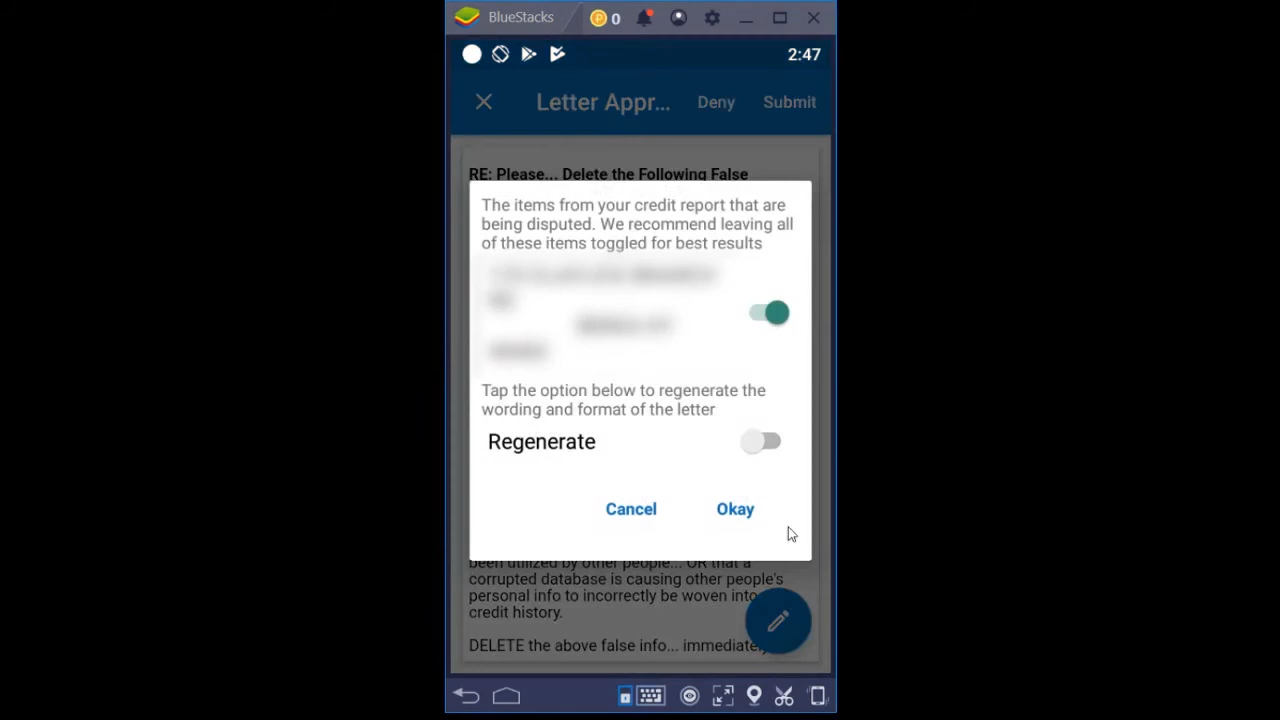 BlueStacks
0
2:47
Letter Appr...
Deny
Submit
RE: Please... Delete the Following False
The items from your credit report that are
being disputed. We recommend leaving all
of these items toggled for best results
Tap the option below to regenerate the
wording and format of the letter
Regenerate
Cancel
Okay
been utilized by other people... OR that a
corrupted database is causing other people's
personal info to incorrectly be woven into
credit history.
DELETE the above false info... immediately